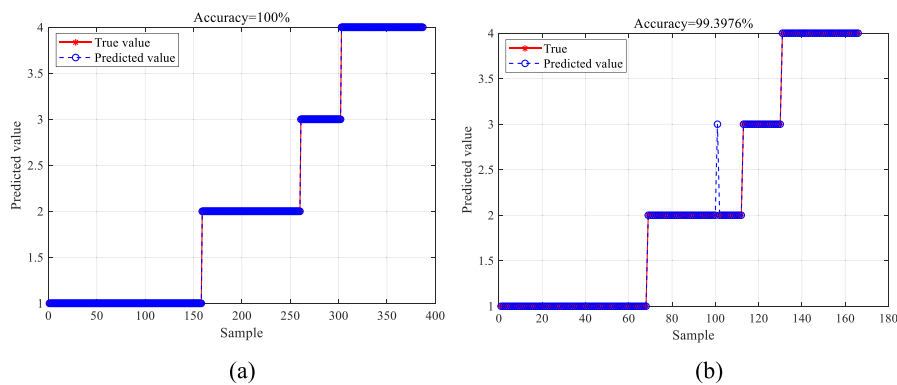 Accuracy=100%
4
3.5
3
2.5
2
1.5
1
Predicted value
True value
Predicted value
0 50 100 150 200 250 300 350 400
Sample
(a)
Accuracy=99.3976%
4
3.5
3
2.5
2
1.5
1
Predicted value
True
Predicted value
0 20 40 60 80 100 120 140 160 180
Sample
(b)